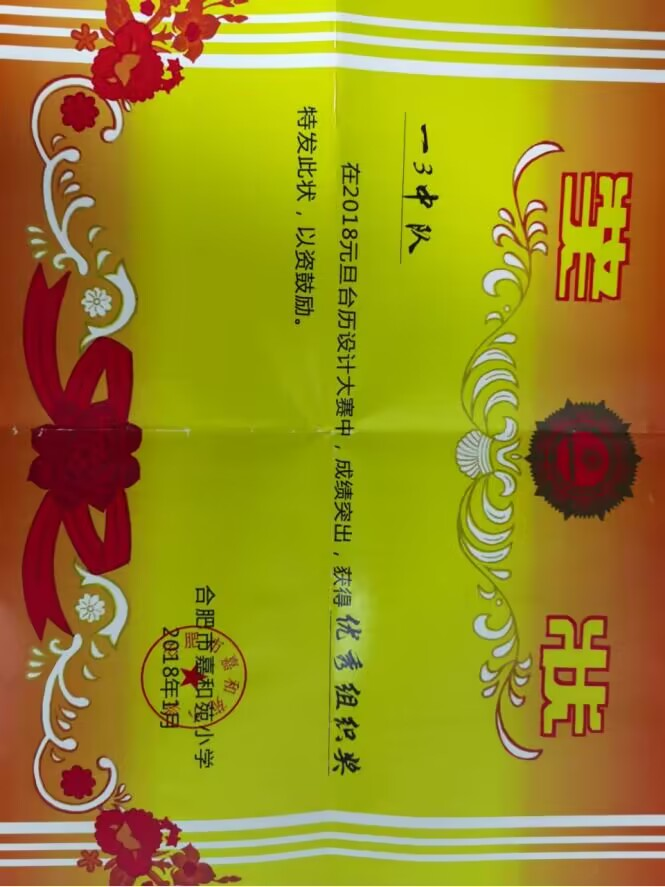 奖状
一3中队
在2018元旦台历设计大赛中，成绩突出，获得优秀组织奖
特发此状，以资鼓励。
合肥市嘉和苑小学
2018年1月